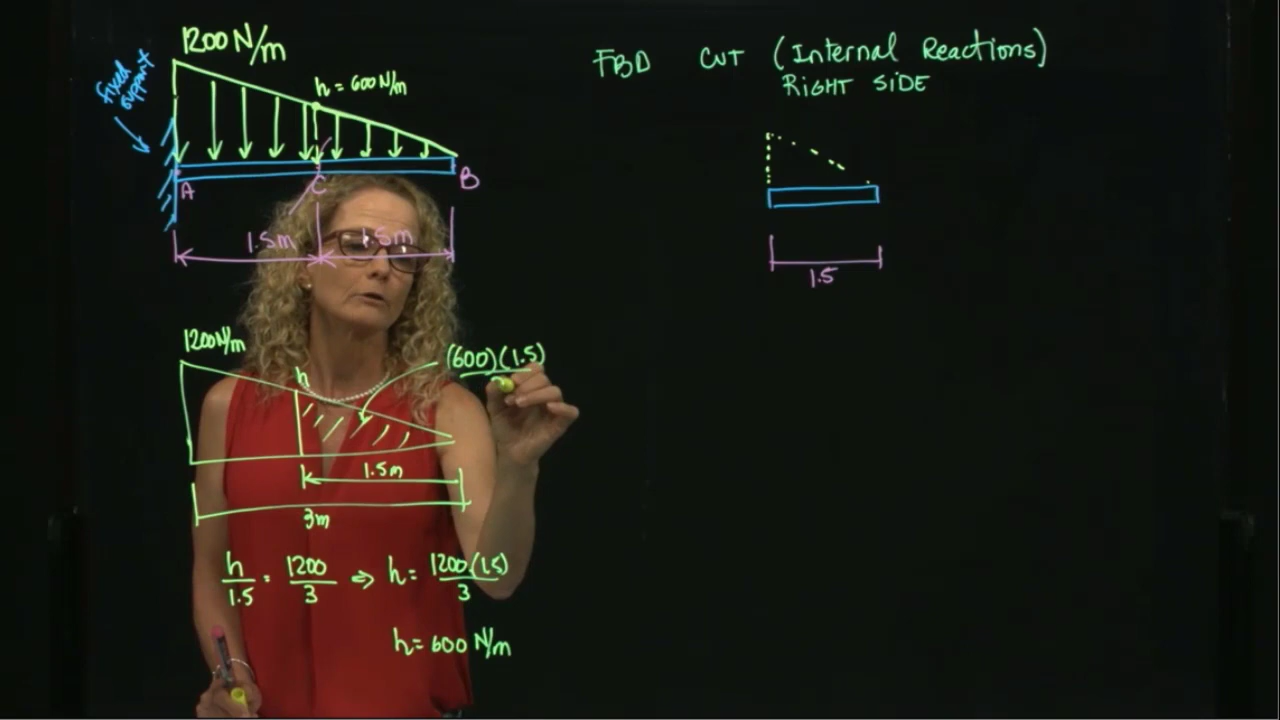 1200 N/m
fixed support
h = 600 N/m
A
C
B
1.5m
1.5m
1200 N/m
h
(600)(1.5)
1.5m
3m
h/1.5 = 1200/3 ⇒ h = 1200(1.5)/3
h = 600 N/m
FBD CUT (Internal Reactions)
RIGHT SIDE
1.5